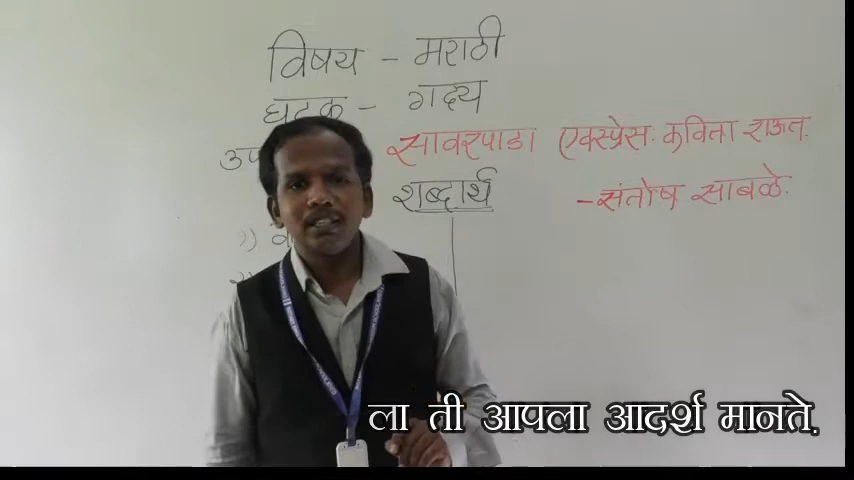 विषय - मराठी
घटक - गद्य
सावरपाडा एक्स्प्रेस. कविता राऊत.
शब्दार्थ
- संतोष साबळे.
ला ती आपला आदर्श मानते.